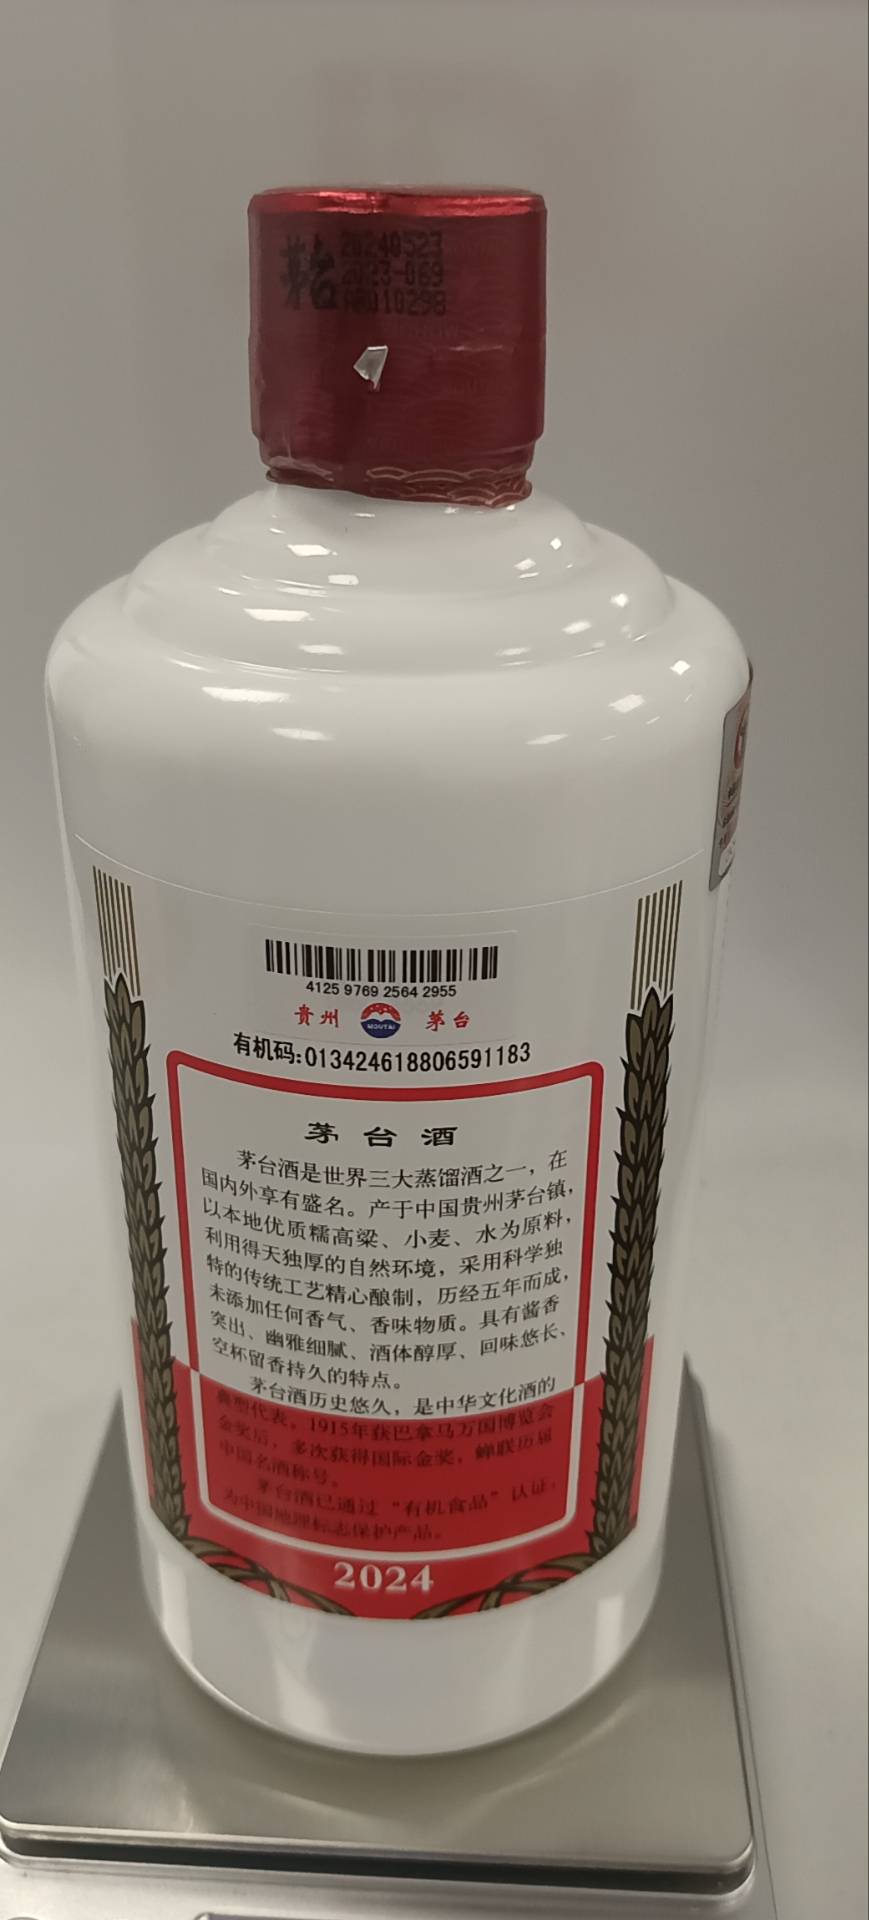 茅台
20240523
2023-069
010298
4125 9769 2564 2955
贵州 MOUTAI 茅台
有机码:013424618806591183
茅台酒
茅台酒是世界三大蒸馏酒之一，在
国内外享有盛名。产于中国贵州茅台镇，
以本地优质糯高粱、小麦、水为原料，
利用得天独厚的自然环境，采用科学独
特的传统工艺精心酿制，历经五年而成，
未添加任何香气、香味物质。具有酱香
突出、幽雅细腻、酒体醇厚、回味悠长、
空杯留香持久的特点。
茅台酒历史悠久，是中华文化酒的
典型代表。1915年获巴拿马万国博览会
金奖后，多次获得国际金奖，蝉联历届
中国名酒称号。
茅台酒已通过“有机食品”认证，
为中国地理标志保护产品。
2024